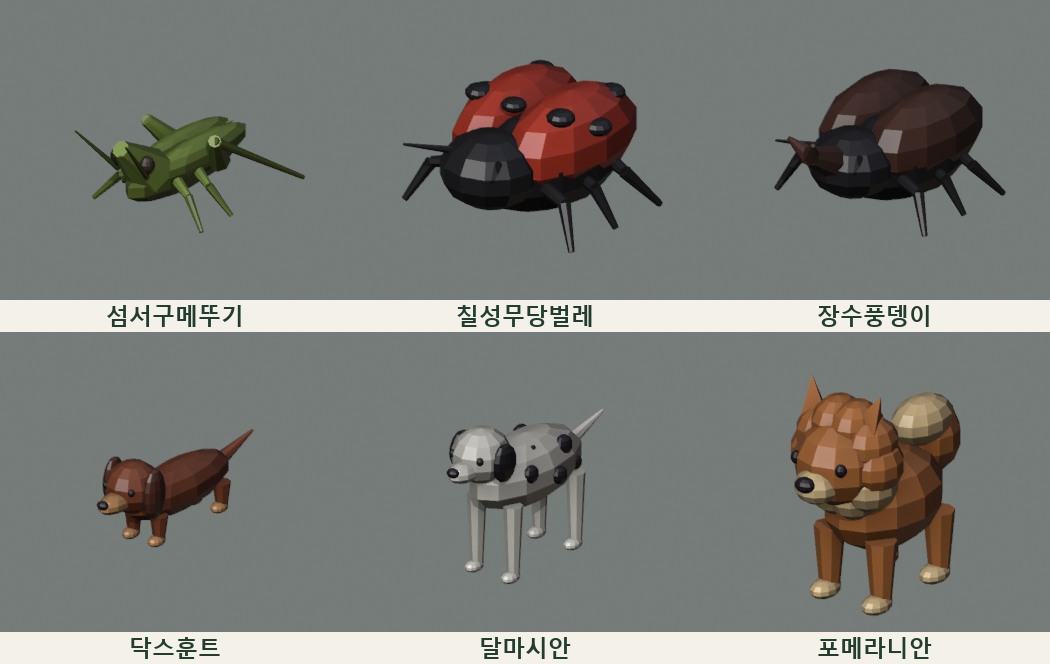 섬서구메뚜기
칠성무당벌레
장수풍뎅이
닥스훈트
달마시안
포메라니안